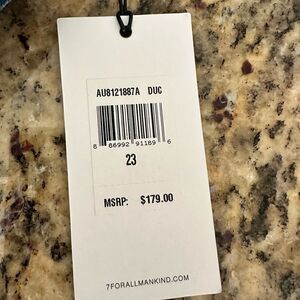 AU8121887A DUC
8 86992 91189 6
23
MSRP: $179.00
7FORALLMANKIND.COM